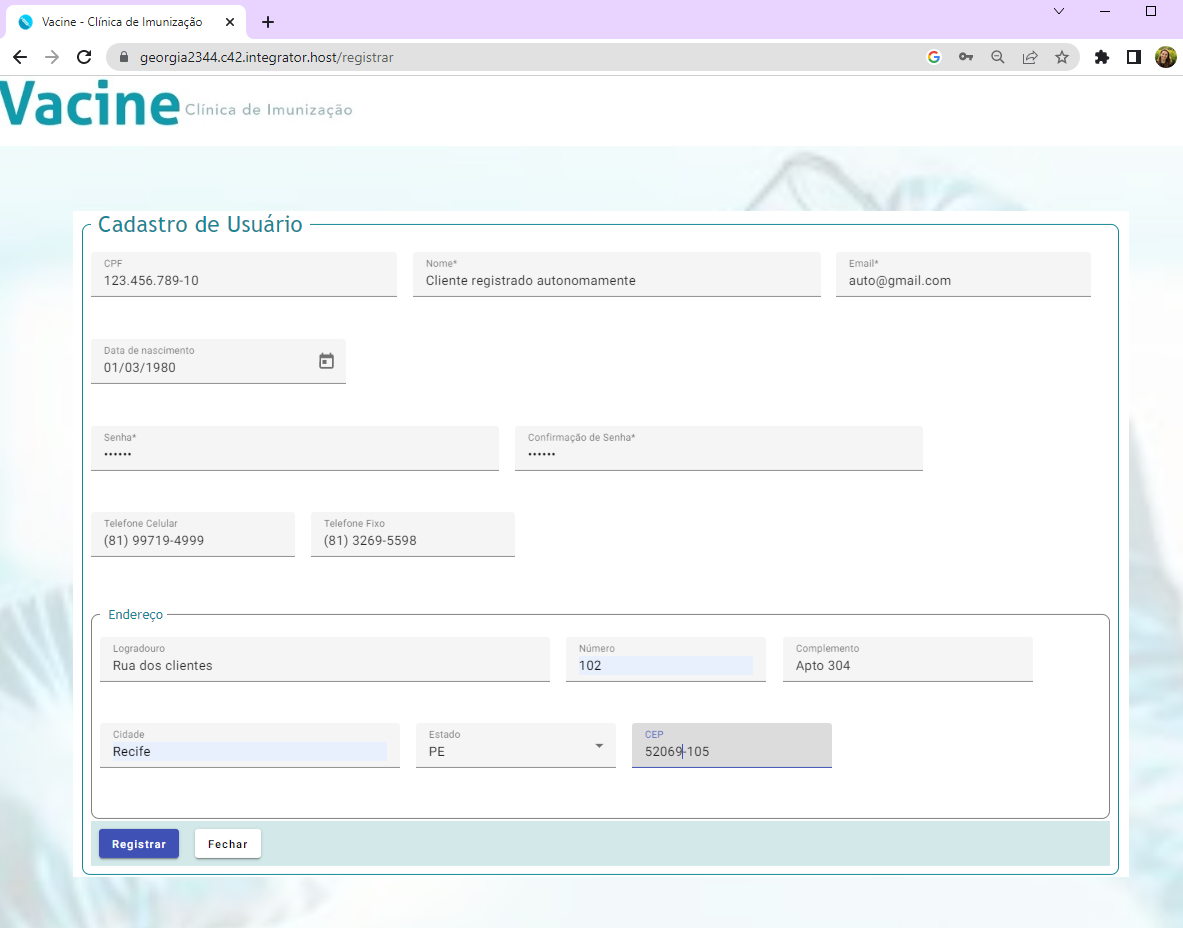 Vacine - Clínica de Imunização
georgia2344.c42.integrator.host/registrar
Vacine Clínica de Imunização
Cadastro de Usuário
CPF
123.456.789-10
Nome*
Cliente registrado autonomamente
Email*
auto@gmail.com
Data de nascimento
01/03/1980
Senha*
••••••
Confirmação de Senha*
••••••
Telefone Celular
(81) 99719-4999
Telefone Fixo
(81) 3269-5598
Endereço
Logradouro
Rua dos clientes
Número
102
Complemento
Apto 304
Cidade
Recife
Estado
PE
CEP
52069-105
Registrar
Fechar